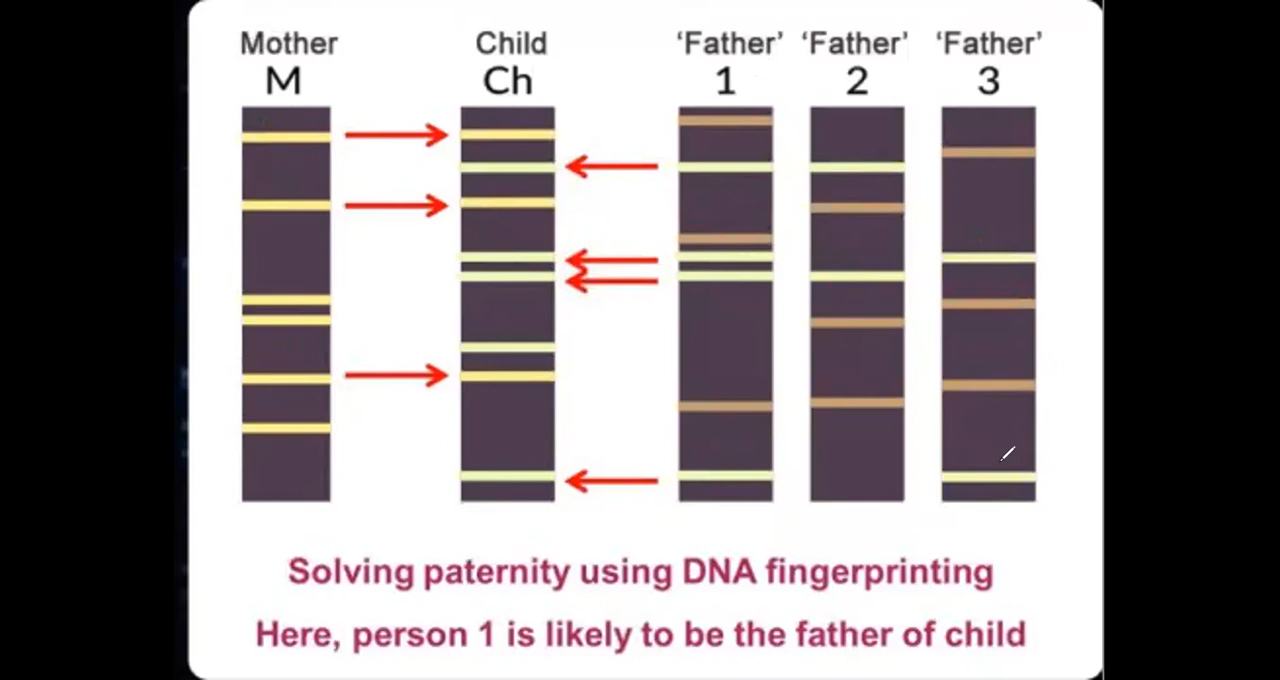 Mother Child ‘Father’ ‘Father’ ‘Father’
M Ch 1 2 3
Solving paternity using DNA fingerprinting
Here, person 1 is likely to be the father of child